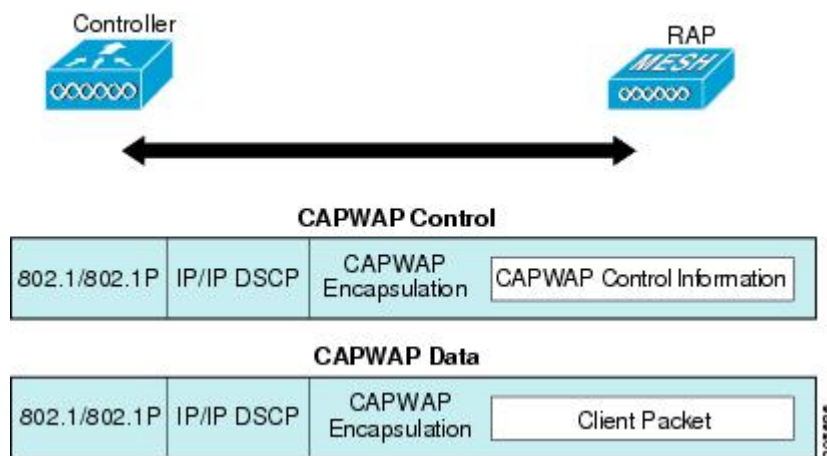 Controller
RAP
MESH
CAPWAP Control
802.1/802.1P IP/IP DSCP CAPWAP Encapsulation CAPWAP Control Information
CAPWAP Data
802.1/802.1P IP/IP DSCP CAPWAP Encapsulation Client Packet